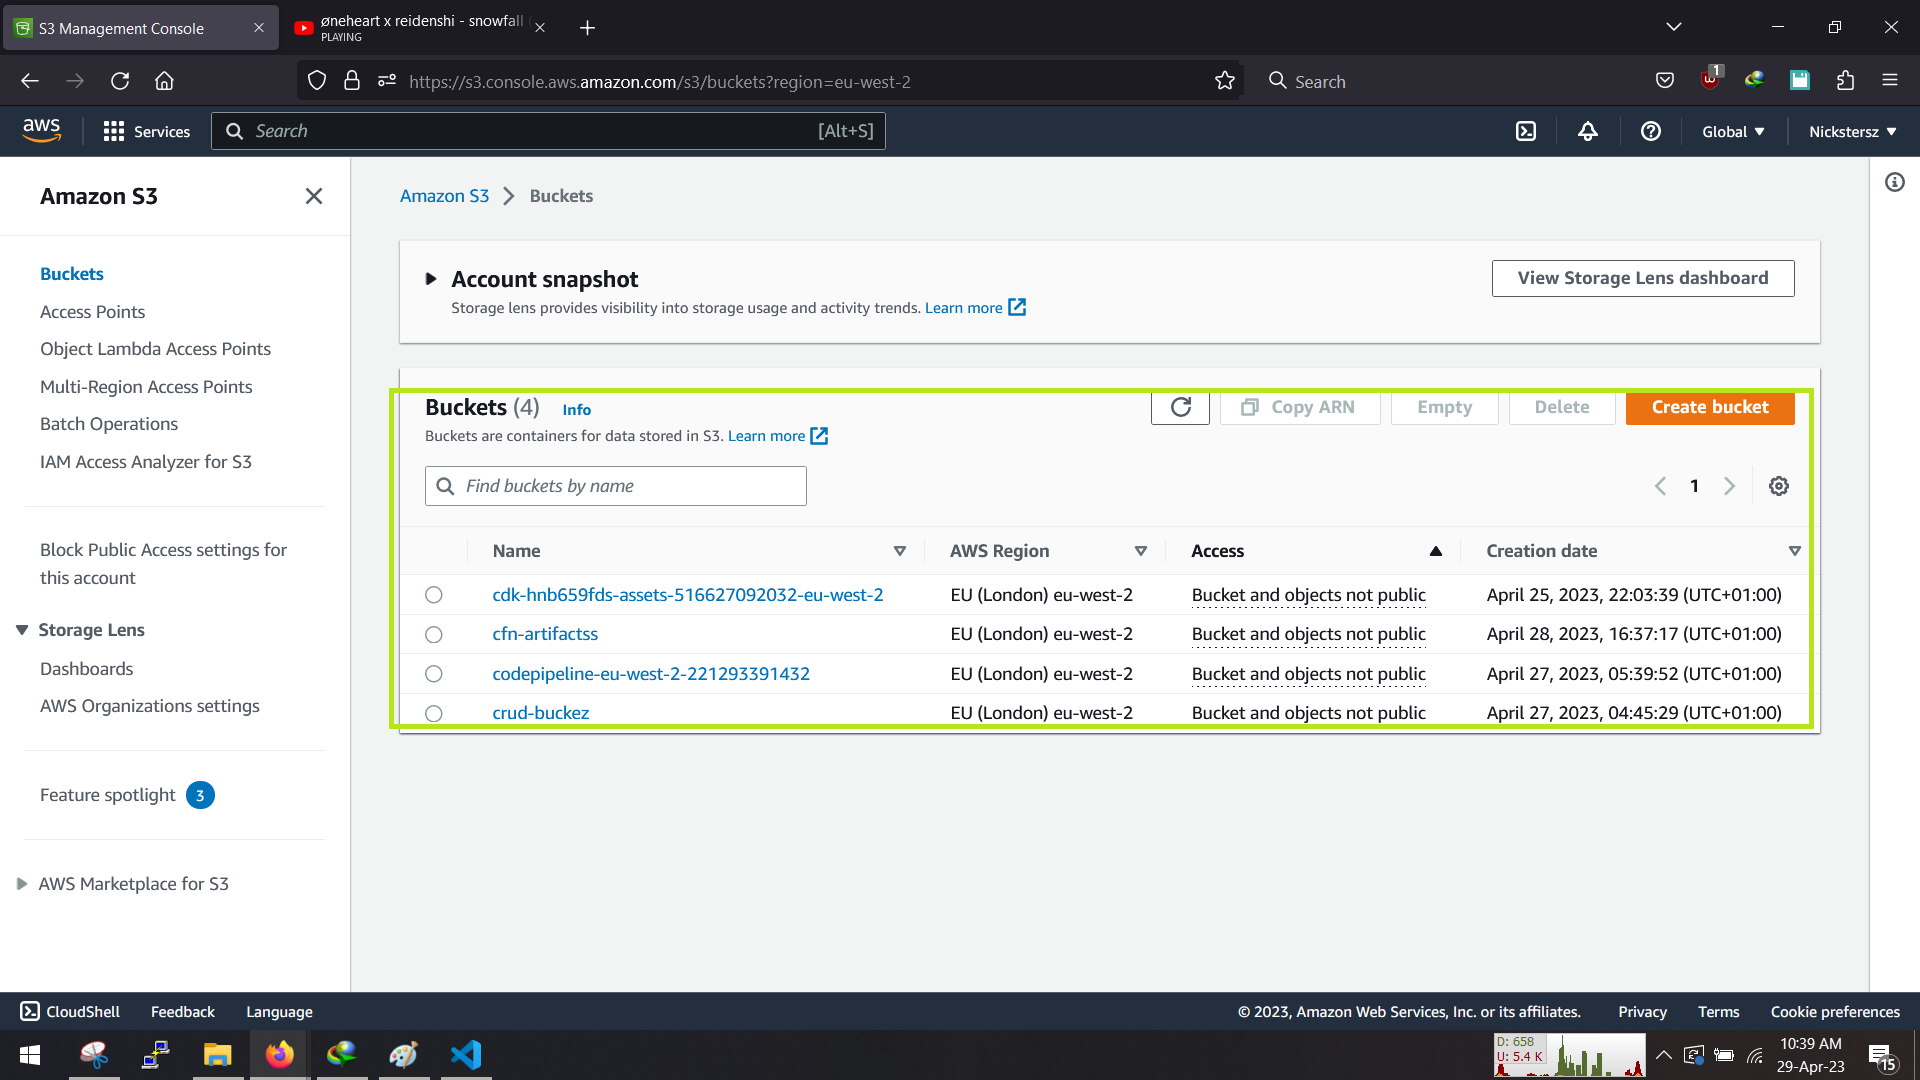 S3 Management Console
øneheart x reidenshi - snowfall
PLAYING
https://s3.console.aws.amazon.com/s3/buckets?region=eu-west-2
Search
1
aws
Services
Search
[Alt+S]
Global
Nickstersz
Amazon S3
Buckets
Access Points
Object Lambda Access Points
Multi-Region Access Points
Batch Operations
IAM Access Analyzer for S3
Block Public Access settings for
this account
Storage Lens
Dashboards
AWS Organizations settings
Feature spotlight 3
AWS Marketplace for S3
Amazon S3 > Buckets
Account snapshot
Storage lens provides visibility into storage usage and activity trends. Learn more
View Storage Lens dashboard
Buckets (4) Info
Buckets are containers for data stored in S3. Learn more
Copy ARN
Empty
Delete
Create bucket
Find buckets by name
1
Name AWS Region Access Creation date
cdk-hnb659fds-assets-516627092032-eu-west-2 EU (London) eu-west-2 Bucket and objects not public April 25, 2023, 22:03:39 (UTC+01:00)
cfn-artifactss EU (London) eu-west-2 Bucket and objects not public April 28, 2023, 16:37:17 (UTC+01:00)
codepipeline-eu-west-2-221293391432 EU (London) eu-west-2 Bucket and objects not public April 27, 2023, 05:39:52 (UTC+01:00)
crud-buckez EU (London) eu-west-2 Bucket and objects not public April 27, 2023, 04:45:29 (UTC+01:00)
CloudShell Feedback Language
© 2023, Amazon Web Services, Inc. or its affiliates. Privacy Terms Cookie preferences
D: 658
U: 5.4 K
10:39 AM
29-Apr-23
15